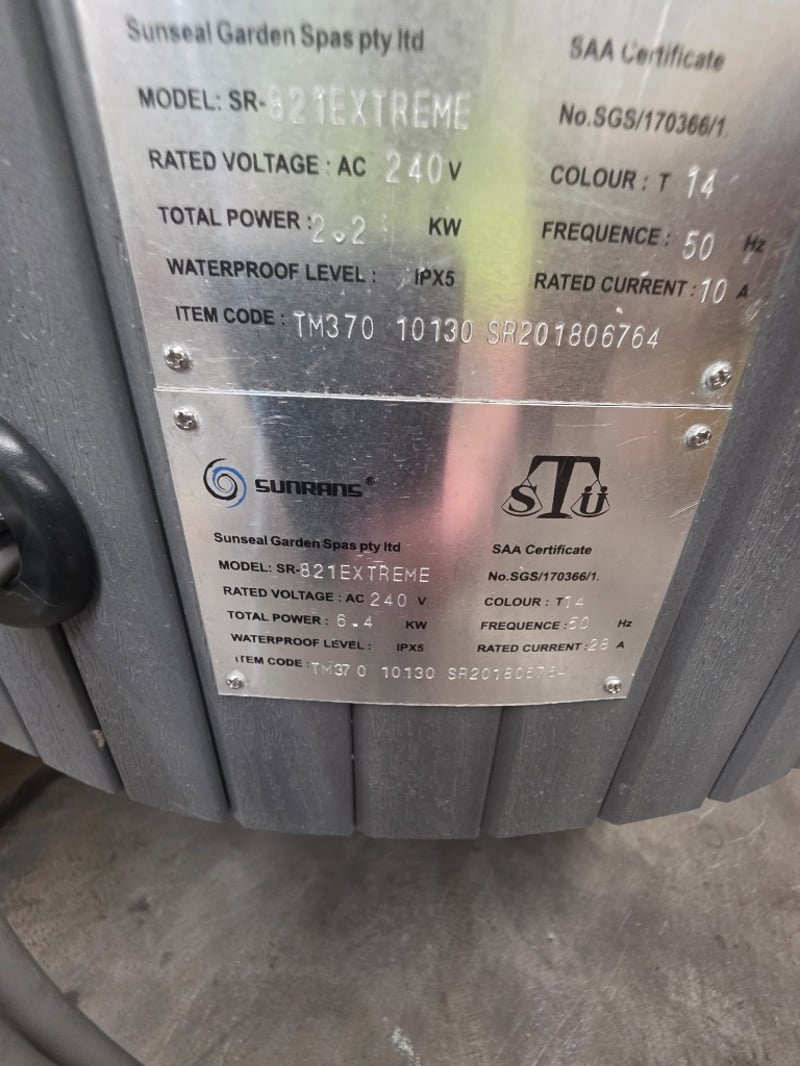 Sunseal Garden Spas pty ltd
SAA Certificate
MODEL: SR-821EXTREME
No.SGS/170366/1.
RATED VOLTAGE : AC 240 V
COLOUR : T 14
TOTAL POWER : 2.2 KW
FREQUENCE : 50 Hz
WATERPROOF LEVEL : IPX5
RATED CURRENT : 10 A
ITEM CODE : TM370 10130 SR201806764
SUNRANS®
STÜ
Sunseal Garden Spas pty ltd
SAA Certificate
MODEL: SR-821EXTREME
No.SGS/170366/1.
RATED VOLTAGE : AC 240 V
COLOUR : T14
TOTAL POWER : 6.4 KW
FREQUENCE : 50 Hz
WATERPROOF LEVEL : IPX5
RATED CURRENT : 28 A
ITEM CODE : TM370 10130 SR201806764